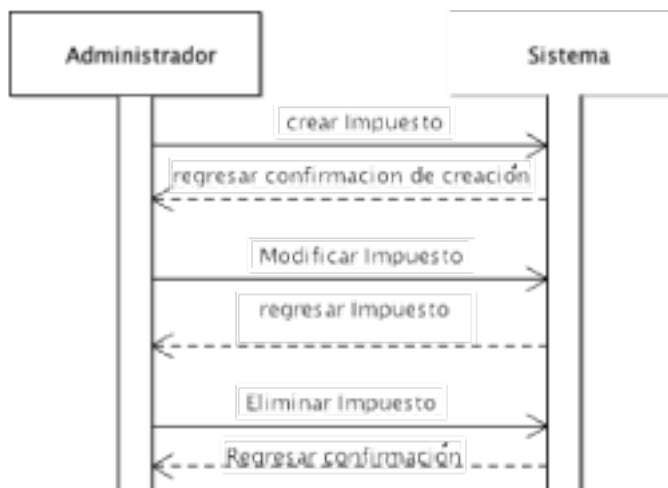 Administrador
Sistema
crear Impuesto
regresar confirmacion de creación
Modificar Impuesto
regresar Impuesto
Eliminar Impuesto
Regresar confirmación